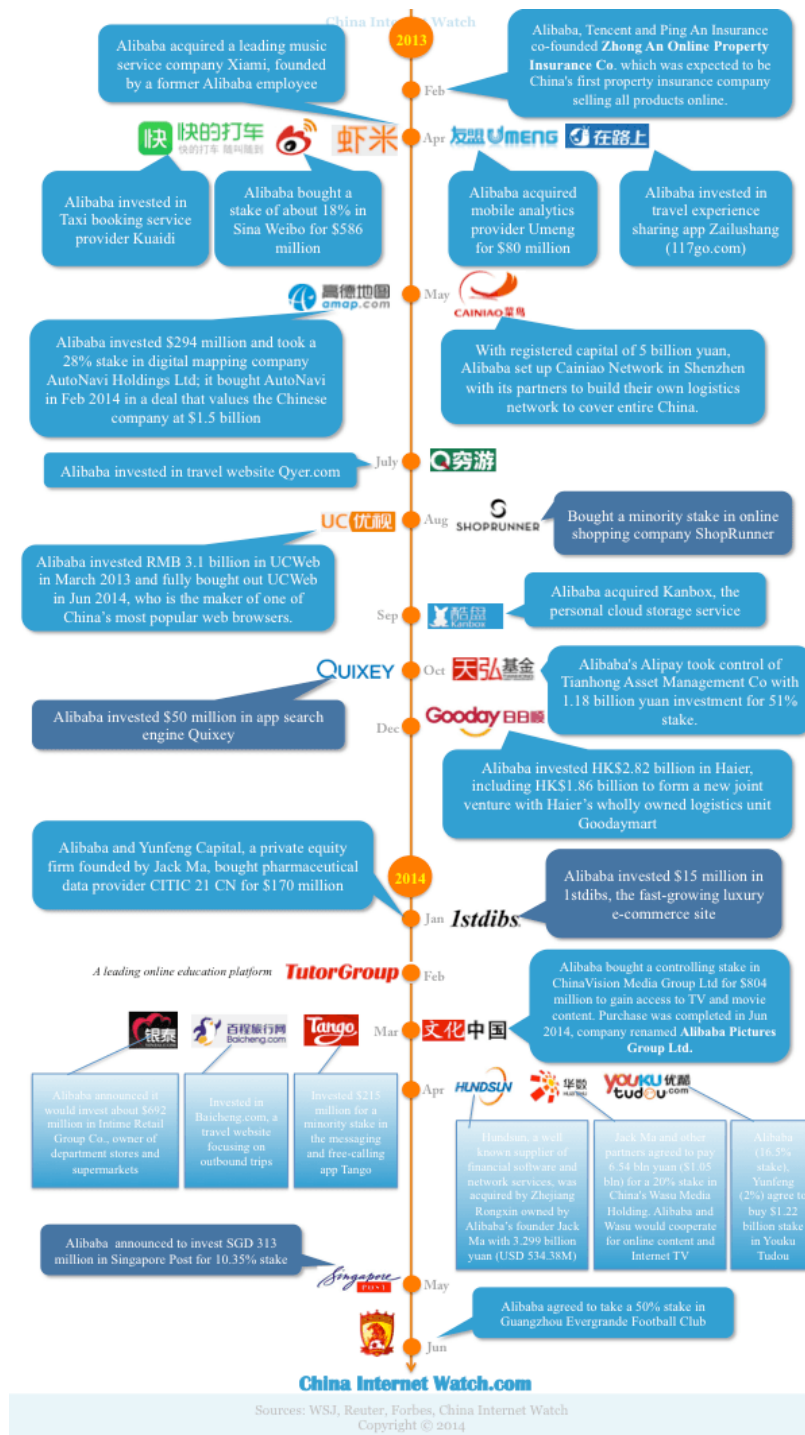 China Internet Watch
2013
Alibaba acquired a leading music
service company Xiami, founded
by a former Alibaba employee
Alibaba, Tencent and Ping An Insurance
co-founded Zhong An Online Property
Insurance Co. which was expected to be
China's first property insurance company
selling all products online.
Feb
快 快的打车
快的打车 随叫随到
虾米
Apr
友盟 UMENG
在路上
Alibaba invested in
Taxi booking service
provider Kuaidi
Alibaba bought a
stake of about 18% in
Sina Weibo for $586
million
Alibaba acquired
mobile analytics
provider Umeng
for $80 million
Alibaba invested in
travel experience
sharing app Zailushang
(117go.com)
高德地圖
amap.com
May
CAINIAO 菜鸟
Alibaba invested $294 million and took a
28% stake in digital mapping company
AutoNavi Holdings Ltd; it bought AutoNavi
in Feb 2014 in a deal that values the Chinese
company at $1.5 billion
With registered capital of 5 billion yuan,
Alibaba set up Cainiao Network in Shenzhen
with its partners to build their own logistics
network to cover entire China.
Alibaba invested in travel website Qyer.com
July
穷游
UC优视
Aug
SHOPRUNNER
Bought a minority stake in online
shopping company ShopRunner
Alibaba invested RMB 3.1 billion in UCWeb
in March 2013 and fully bought out UCWeb
in Jun 2014, who is the maker of one of
China's most popular web browsers.
Sep
酷盘
Kanbox
Alibaba acquired Kanbox, the
personal cloud storage service
QUIXEY
Oct
天弘基金
Alibaba's Alipay took control of
Tianhong Asset Management Co with
1.18 billion yuan investment for 51%
stake.
Alibaba invested $50 million in app search
engine Quixey
Dec
Gooday 日日顺
Alibaba invested HK$2.82 billion in Haier,
including HK$1.86 billion to form a new joint
venture with Haier's wholly owned logistics unit
Goodaymart
Alibaba and Yunfeng Capital, a private equity
firm founded by Jack Ma, bought pharmaceutical
data provider CITIC 21 CN for $170 million
2014
Jan
1stdibs.
Alibaba invested $15 million in
1stdibs, the fast-growing luxury
e-commerce site
A leading online education platform
TutorGroup
Feb
Alibaba bought a controlling stake in
ChinaVision Media Group Ltd for $804
million to gain access to TV and movie
content. Purchase was completed in Jun
2014, company renamed Alibaba Pictures
Group Ltd.
银泰
百程旅行网
Baicheng.com
Tango
Mar
文化中国
Alibaba announced it
would invest about $692
million in Intime Retail
Group Co., owner of
department stores and
supermarkets
Invested in
Baicheng.com, a
travel website
focusing on
outbound trips
Invested $215
million for a
minority stake in
the messaging
and free-calling
app Tango
Apr
HUNDSUN
华数
YOUKU 优酷
tudou.com
Hundsun, a well
known supplier of
financial software and
network services, was
acquired by Zhejiang
Rongxin owned by
Alibaba's founder Jack
Ma with 3.299 billion
yuan (USD 534.38M)
Jack Ma and other
partners agreed to pay
6.54 bln yuan ($1.05
bln) for a 20% stake in
China's Wasu Media
Holding. Alibaba and
Wasu would cooperate
for online content and
Internet TV
Alibaba
(16.5%
stake),
Yunfeng
(2%) agree to
buy $1.22
billion stake
in Youku
Tudou
Alibaba announced to invest SGD 313
million in Singapore Post for 10.35% stake
Singapore
POST
May
Alibaba agreed to take a 50% stake in
Guangzhou Evergrande Football Club
Jun
China Internet Watch.com
Sources: WSJ, Reuter, Forbes, China Internet Watch
Copyright © 2014